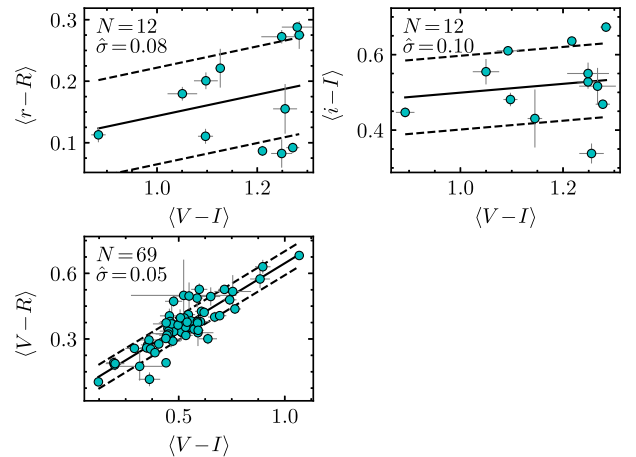 N = 12
σ̂ = 0.08
0.3
0.2
0.1
⟨r − R⟩
1.0
1.2
⟨V − I⟩
N = 12
σ̂ = 0.10
0.6
0.4
⟨i − I⟩
1.0
1.2
⟨V − I⟩
N = 69
σ̂ = 0.05
0.6
0.3
⟨V − R⟩
0.5
1.0
⟨V − I⟩